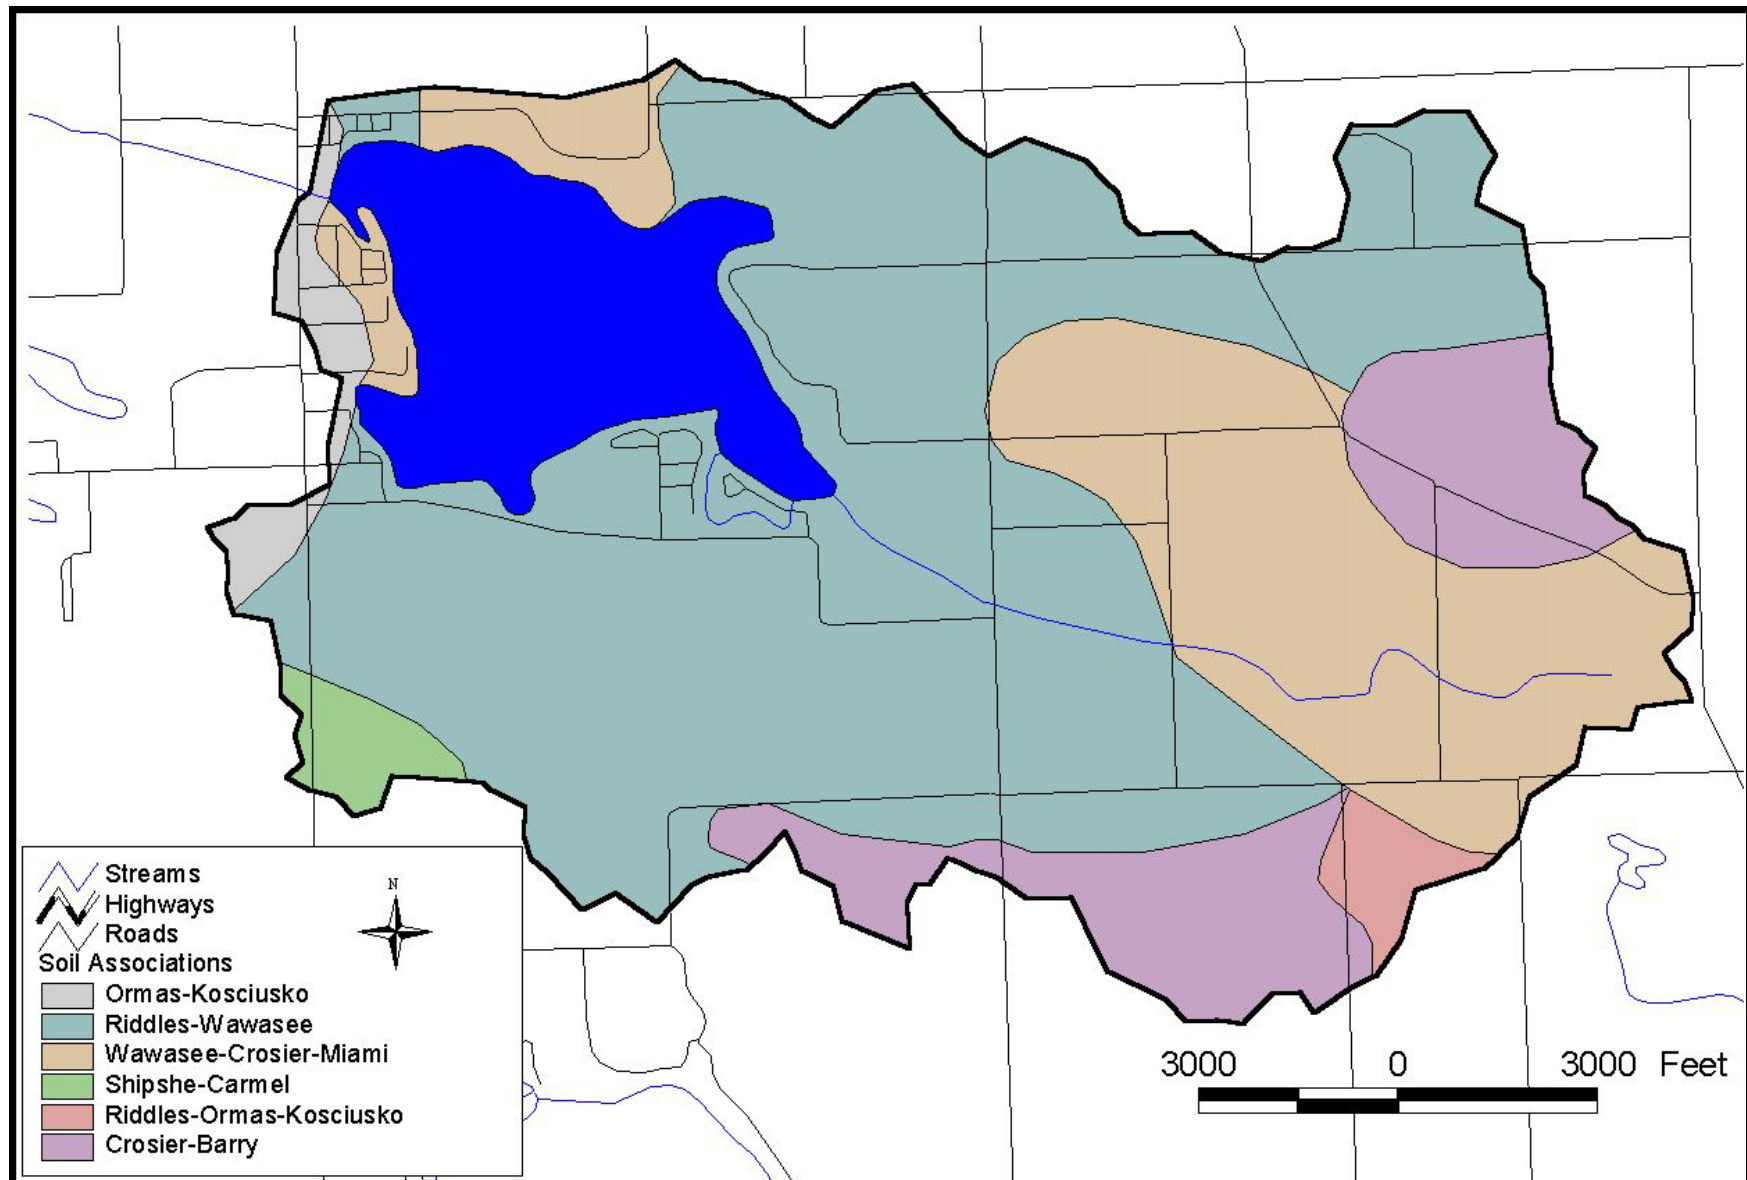 Streams
N
Highways
Roads
Soil Associations
Ormas-Kosciusko
Riddles-Wawasee
Wawasee-Crosier-Miami
Shipshe-Carmel
Riddles-Ormas-Kosciusko
Crosier-Barry
3000 0 3000 Feet